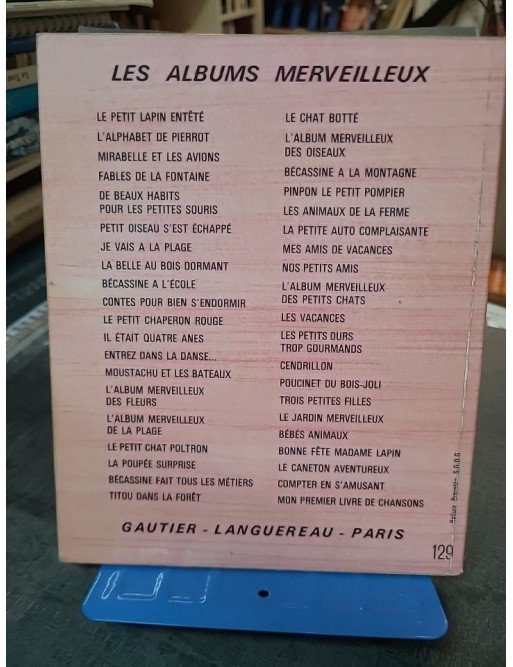 LES ALBUMS MERVEILLEUX
LE PETIT LAPIN ENTÊTÉ
L'ALPHABET DE PIERROT
MIRABELLE ET LES AVIONS
FABLES DE LA FONTAINE
DE BEAUX HABITS
POUR LES PETITES SOURIS
PETIT OISEAU S'EST ÉCHAPPÉ
JE VAIS A LA PLAGE
LA BELLE AU BOIS DORMANT
BÉCASSINE A L'ÉCOLE
CONTES POUR BIEN S'ENDORMIR
LE PETIT CHAPERON ROUGE
IL ETAIT QUATRE ANES
ENTREZ DANS LA DANSE...
MOUSTACHU ET LES BATEAUX
L'ALBUM MERVEILLEUX
DES FLEURS
L'ALBUM MERVEILLEUX
DE LA PLAGE
LE PETIT CHAT POLTRON
LA POUPÉE SURPRISE
BÉCASSINE FAIT TOUS LES MÉTIERS
TITOU DANS LA FORÊT
LE CHAT BOTTÉ
L'ALBUM MERVEILLEUX
DES OISEAUX
BÉCASSINE A LA MONTAGNE
PINPON LE PETIT POMPIER
LES ANIMAUX DE LA FERME
LA PETITE AUTO COMPLAISANTE
MES AMIS DE VACANCES
NOS PETITS AMIS
L'ALBUM MERVEILLEUX
DES PETITS CHATS
LES VACANCES
LES PETITS OURS
TROP GOURMANDS
CENDRILLON
POUCINET DU BOIS-JOLI
TROIS PETITES FILLES
LE JARDIN MERVEILLEUX
BÉBÉS ANIMAUX
BONNE FÊTE MADAME LAPIN
LE CANETON AVENTUREUX
COMPTER EN S'AMUSANT
MON PREMIER LIVRE DE CHANSONS
GAUTIER - LANGUEREAU - PARIS
129